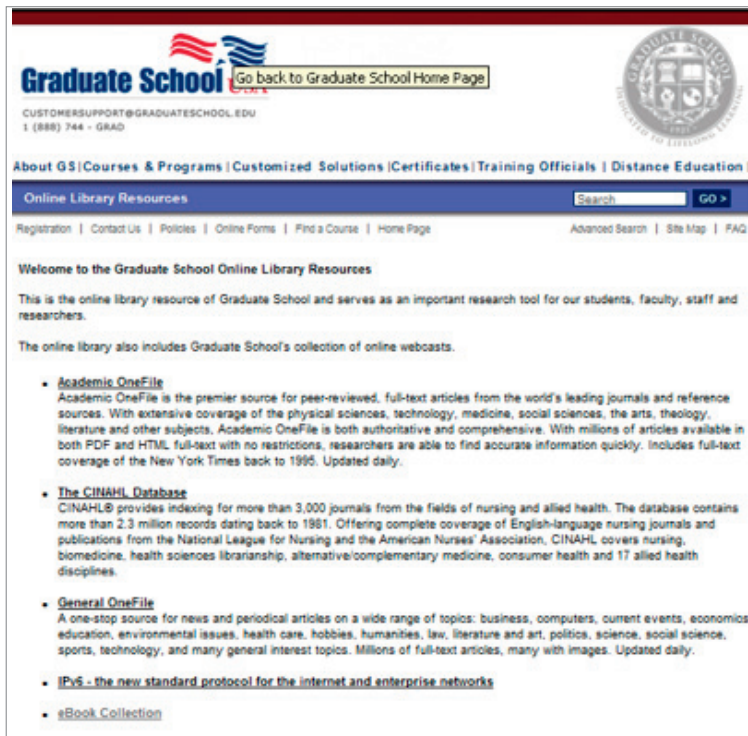 Graduate School USA
Go back to Graduate School Home Page
CUSTOMERSUPPORT@GRADUATESCHOOL.EDU
1 (888) 744 - GRAD
GRADUATE SCHOOL
DEDICATED TO LIFELONG LEARNING
1921
About GS|Courses & Programs|Customized Solutions|Certificates|Training Officials | Distance Education|
Online Library Resources
Search GO >
Registration | Contact Us | Policies | Online Forms | Find a Course | Home Page
Advanced Search | Site Map | FAQ
Welcome to the Graduate School Online Library Resources
This is the online library resource of Graduate School and serves as an important research tool for our students, faculty, staff and
researchers.
The online library also includes Graduate School's collection of online webcasts.
• Academic OneFile
Academic OneFile is the premier source for peer-reviewed, full-text articles from the world's leading journals and reference
sources. With extensive coverage of the physical sciences, technology, medicine, social sciences, the arts, theology,
literature and other subjects, Academic OneFile is both authoritative and comprehensive. With millions of articles available in
both PDF and HTML full-text with no restrictions, researchers are able to find accurate information quickly. Includes full-text
coverage of the New York Times back to 1995. Updated daily.
• The CINAHL Database
CINAHL® provides indexing for more than 3,000 journals from the fields of nursing and allied health. The database contains
more than 2.3 million records dating back to 1981. Offering complete coverage of English-language nursing journals and
publications from the National League for Nursing and the American Nurses' Association, CINAHL covers nursing,
biomedicine, health sciences librarianship, alternative/complementary medicine, consumer health and 17 allied health
disciplines.
• General OneFile
A one-stop source for news and periodical articles on a wide range of topics: business, computers, current events, economics
education, environmental issues, health care, hobbies, humanities, law, literature and art, politics, science, social science,
sports, technology, and many general interest topics. Millions of full-text articles, many with images. Updated daily.
• IPv6 - the new standard protocol for the internet and enterprise networks
• eBook Collection